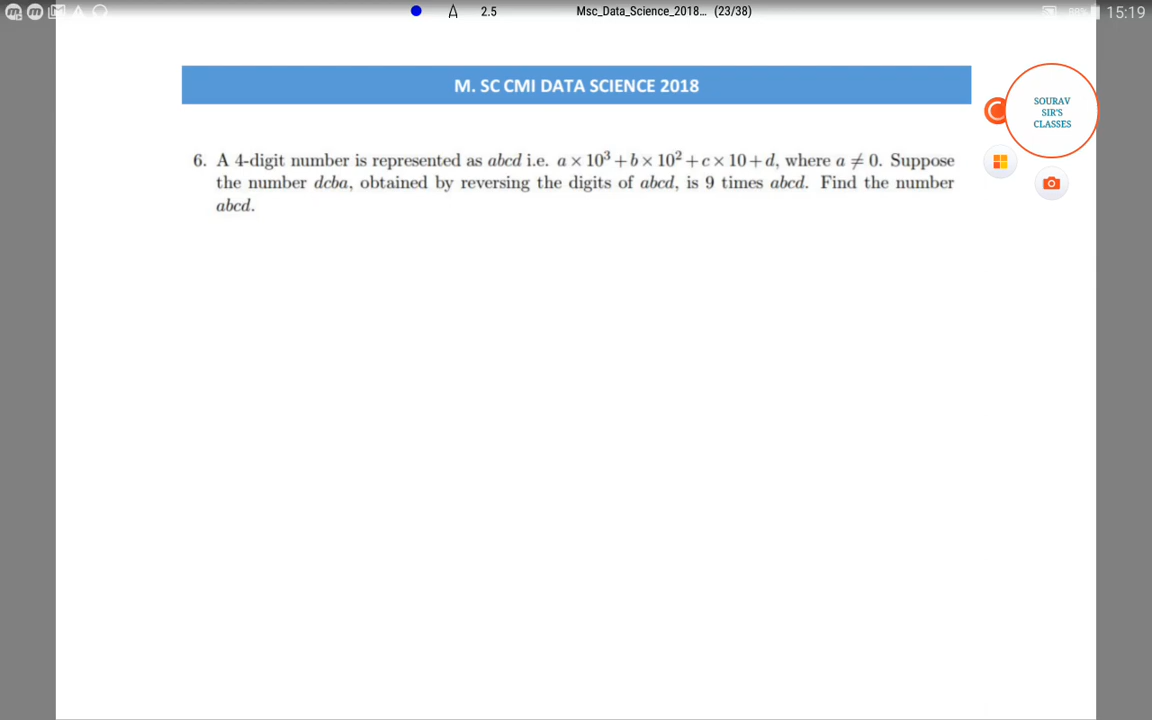 2.5 Msc_Data_Science_2018... (23/38) 88% 15:19
M. SC CMI DATA SCIENCE 2018
SOURAV
SIR'S
CLASSES
6. A 4-digit number is represented as abcd i.e. a × 10³ + b × 10² + c × 10 + d, where a ≠ 0. Suppose
the number dcba, obtained by reversing the digits of abcd, is 9 times abcd. Find the number
abcd.